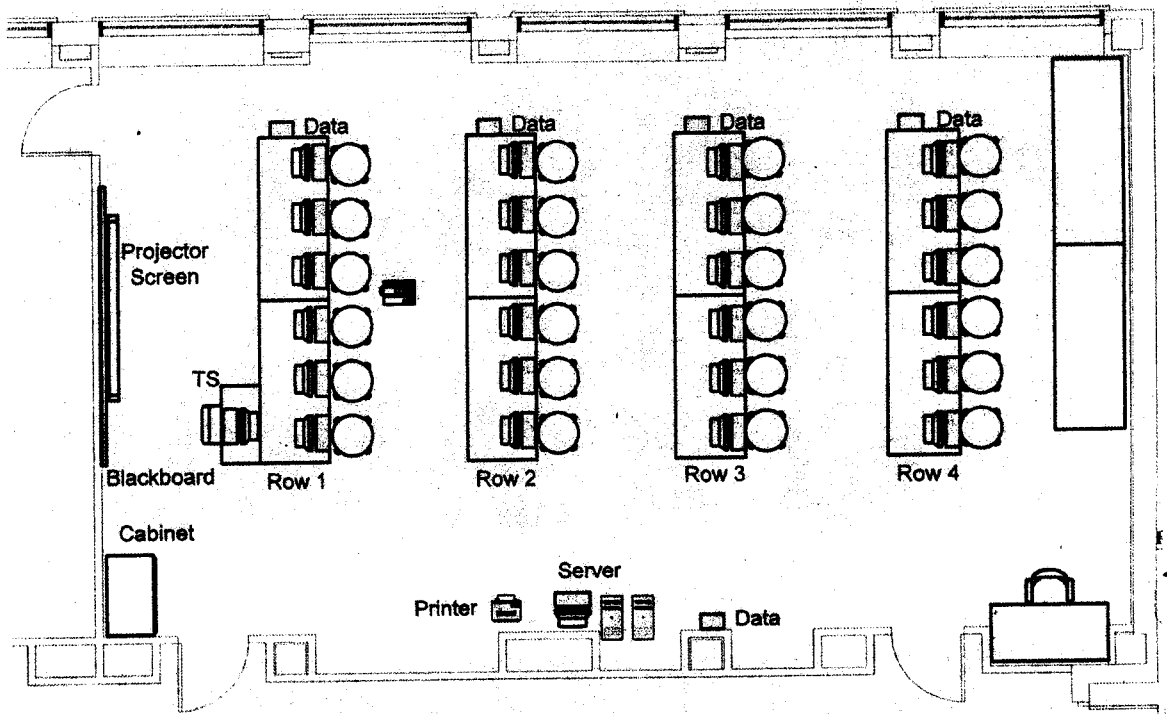 Data
Data
Data
Data
Projector
Screen
TS
Blackboard
Row 1
Row 2
Row 3
Row 4
Cabinet
Server
Printer
Data